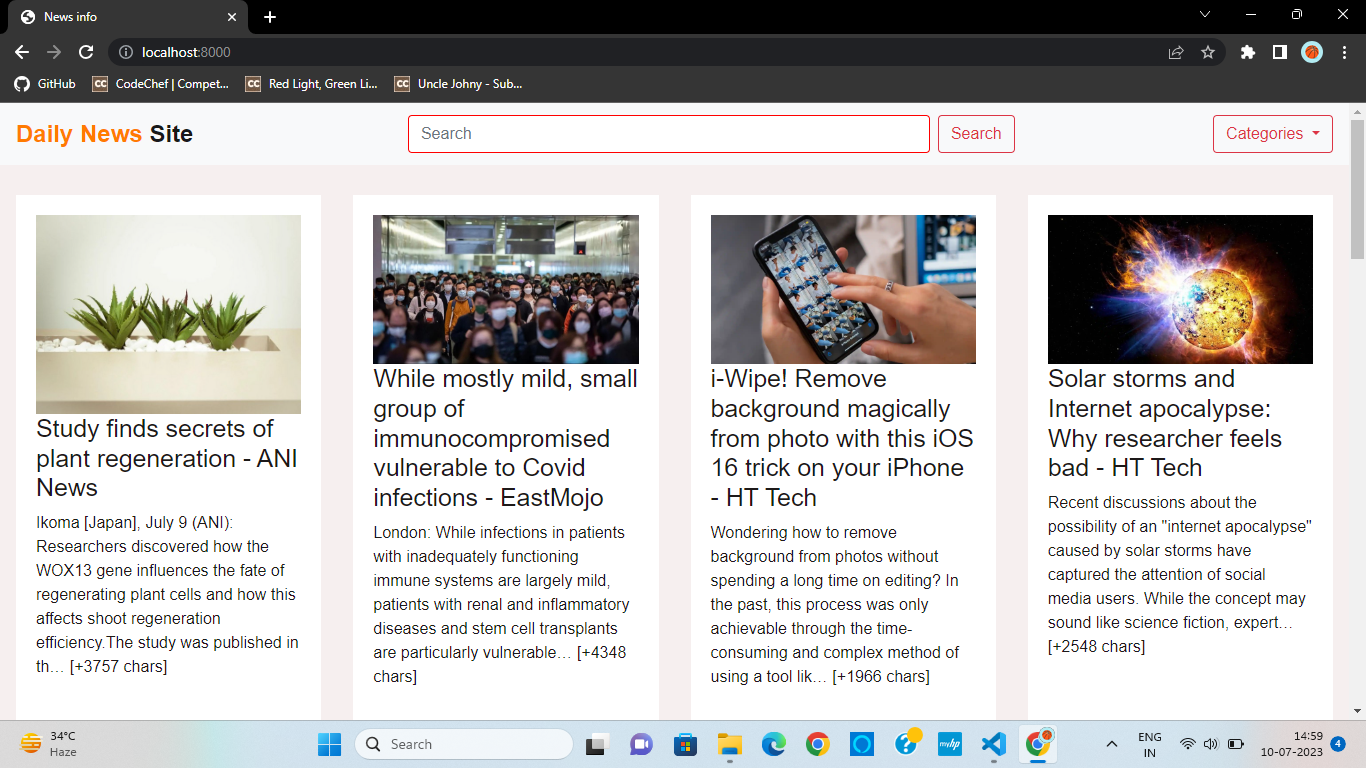 News info
localhost:8000
GitHub
CodeChef | Compet...
Red Light, Green Li...
Uncle Johny - Sub...
Daily News Site
Search
Search
Categories
Study finds secrets of
plant regeneration - ANI
News
Ikoma [Japan], July 9 (ANI):
Researchers discovered how the
WOX13 gene influences the fate of
regenerating plant cells and how this
affects shoot regeneration
efficiency.The study was published in
th… [+3757 chars]
While mostly mild, small
group of
immunocompromised
vulnerable to Covid
infections - EastMojo
London: While infections in patients
with inadequately functioning
immune systems are largely mild,
patients with renal and inflammatory
diseases and stem cell transplants
are particularly vulnerable… [+4348
chars]
i-Wipe! Remove
background magically
from photo with this iOS
16 trick on your iPhone
- HT Tech
Wondering how to remove
background from photos without
spending a long time on editing? In
the past, this process was only
achievable through the time-
consuming and complex method of
using a tool lik… [+1966 chars]
Solar storms and
Internet apocalypse:
Why researcher feels
bad - HT Tech
Recent discussions about the
possibility of an "internet apocalypse"
caused by solar storms have
captured the attention of social
media users. While the concept may
sound like science fiction, expert…
[+2548 chars]
34°C
Haze
Search
ENG
IN
14:59
10-07-2023
4